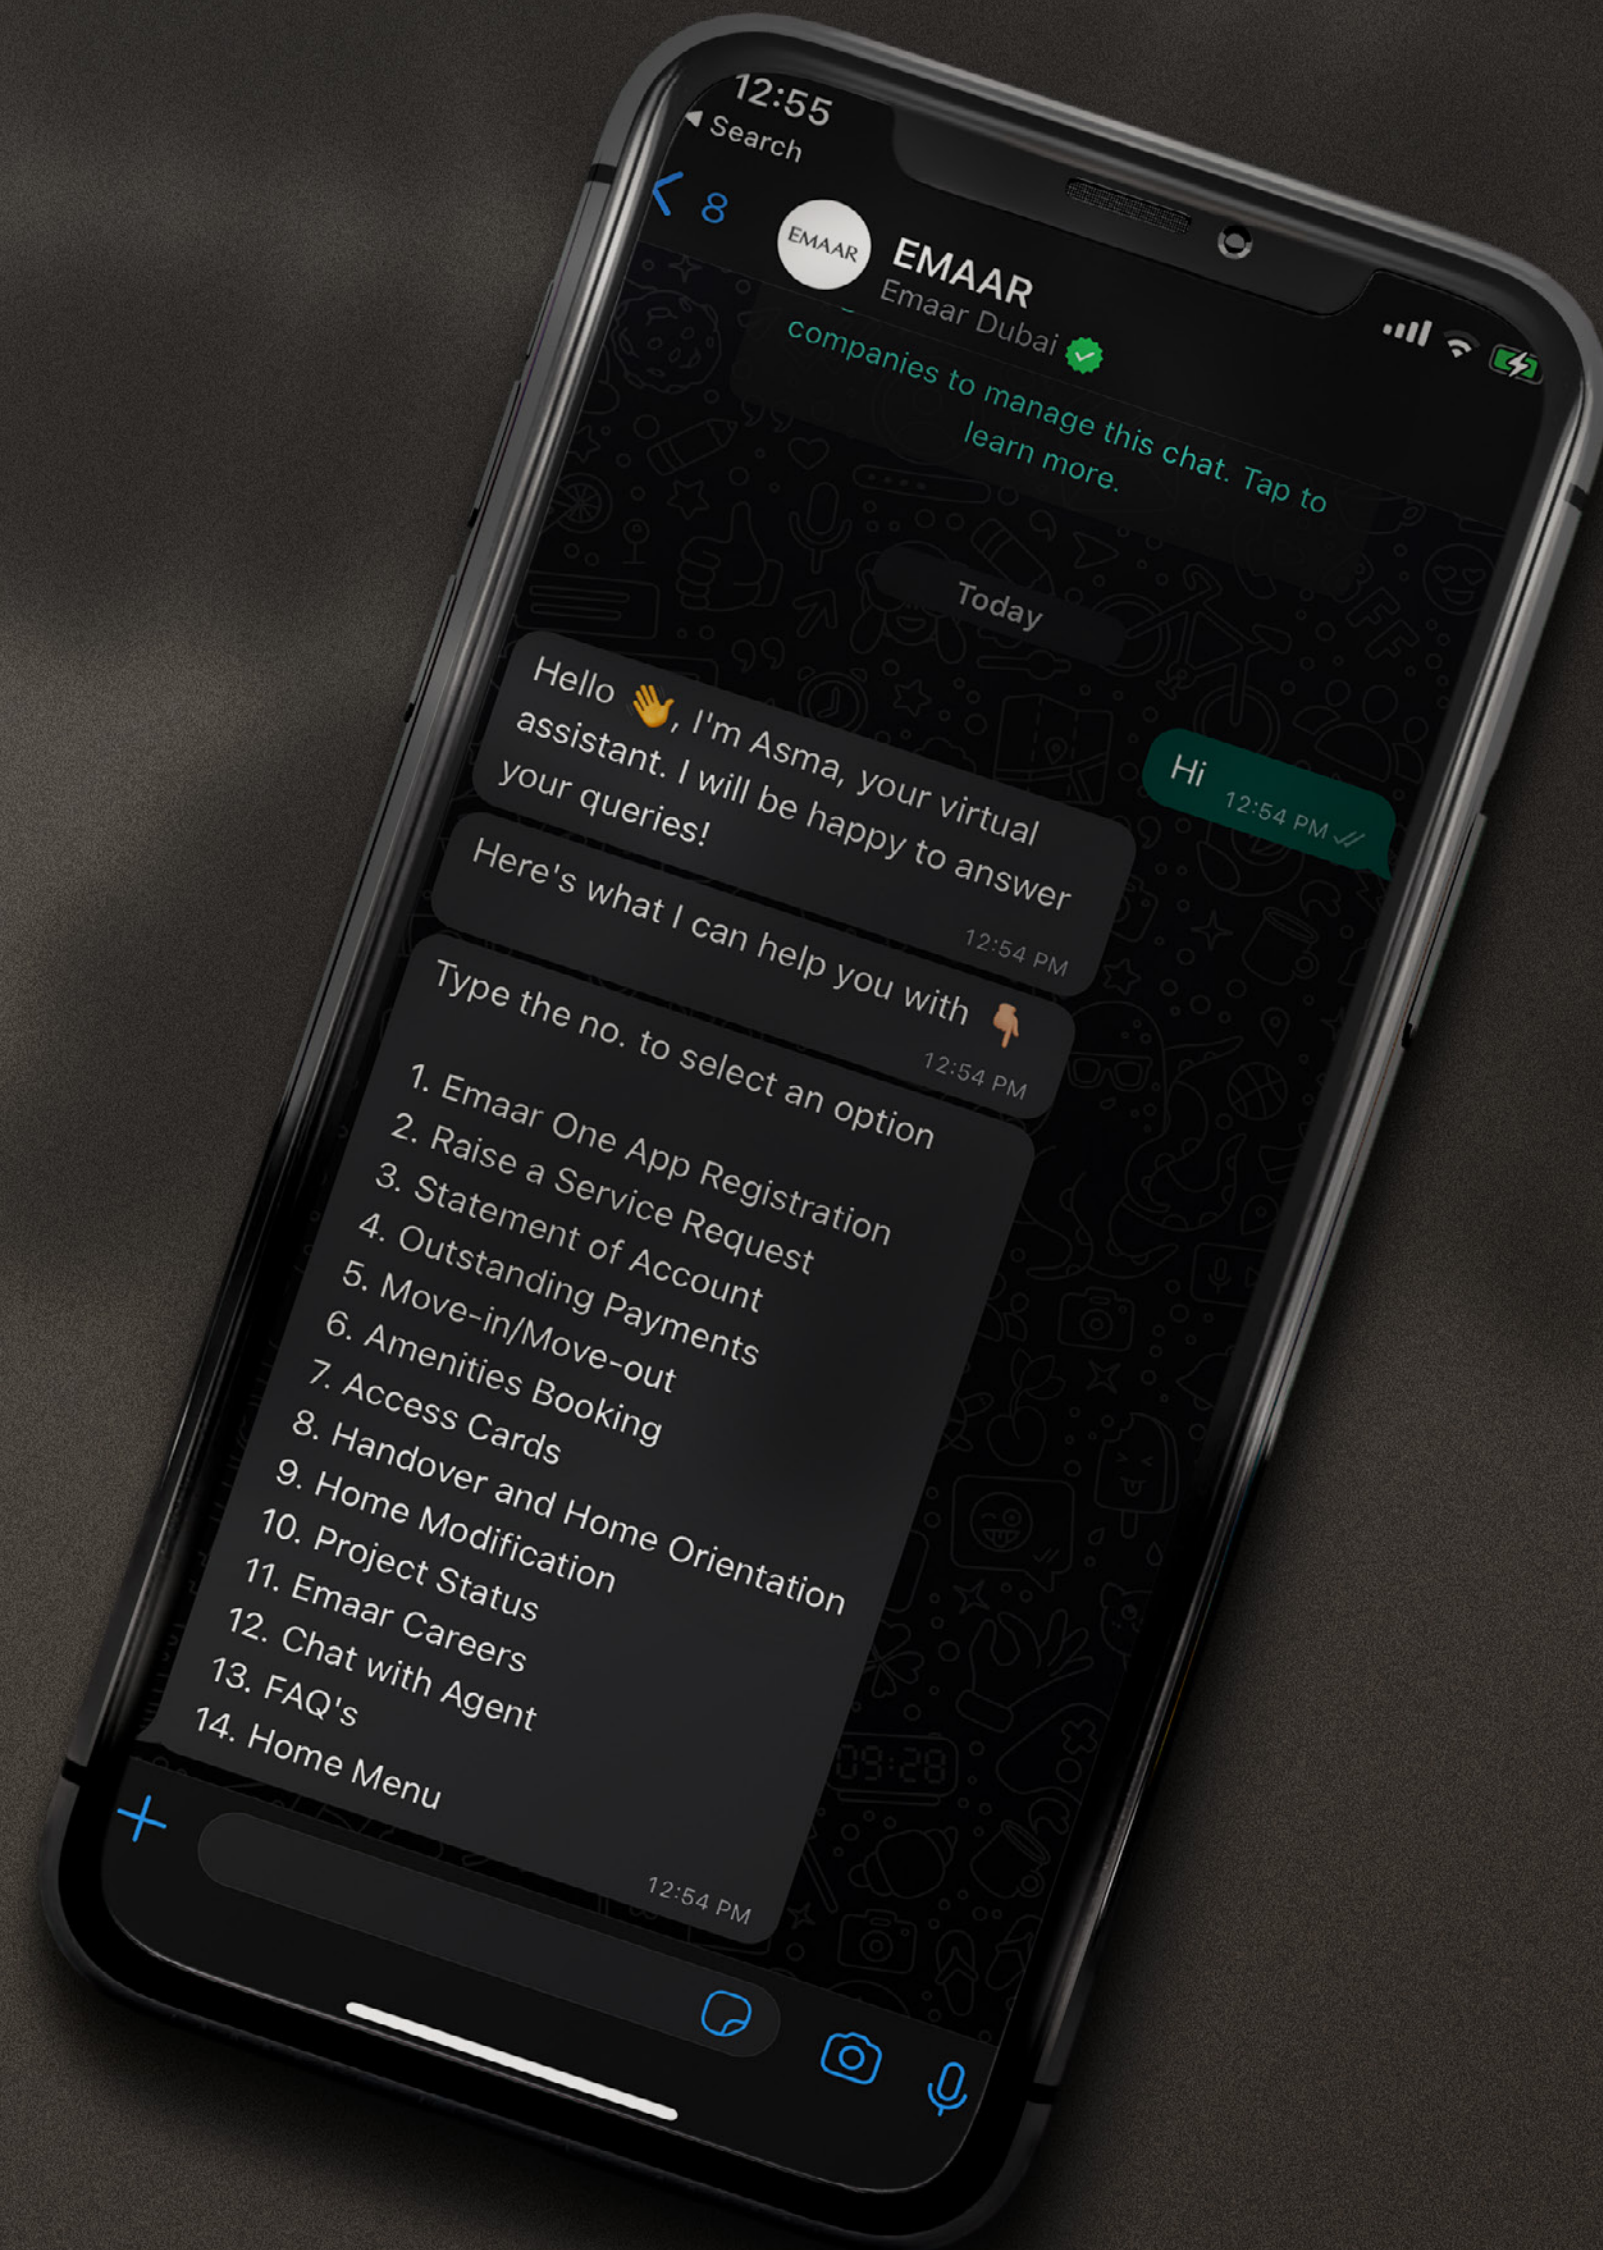 12:55
Search
8
EMAAR
EMAAR
Emaar Dubai
companies to manage this chat. Tap to
learn more.
Today
Hi
12:54 PM
Hello 👋, I'm Asma, your virtual
assistant. I will be happy to answer
your queries!
12:54 PM
Here's what I can help you with 👇🏼
12:54 PM
Type the no. to select an option
1. Emaar One App Registration
2. Raise a Service Request
3. Statement of Account
4. Outstanding Payments
5. Move-in/Move-out
6. Amenities Booking
7. Access Cards
8. Handover and Home Orientation
9. Home Modification
10. Project Status
11. Emaar Careers
12. Chat with Agent
13. FAQ's
14. Home Menu
12:54 PM
09:28